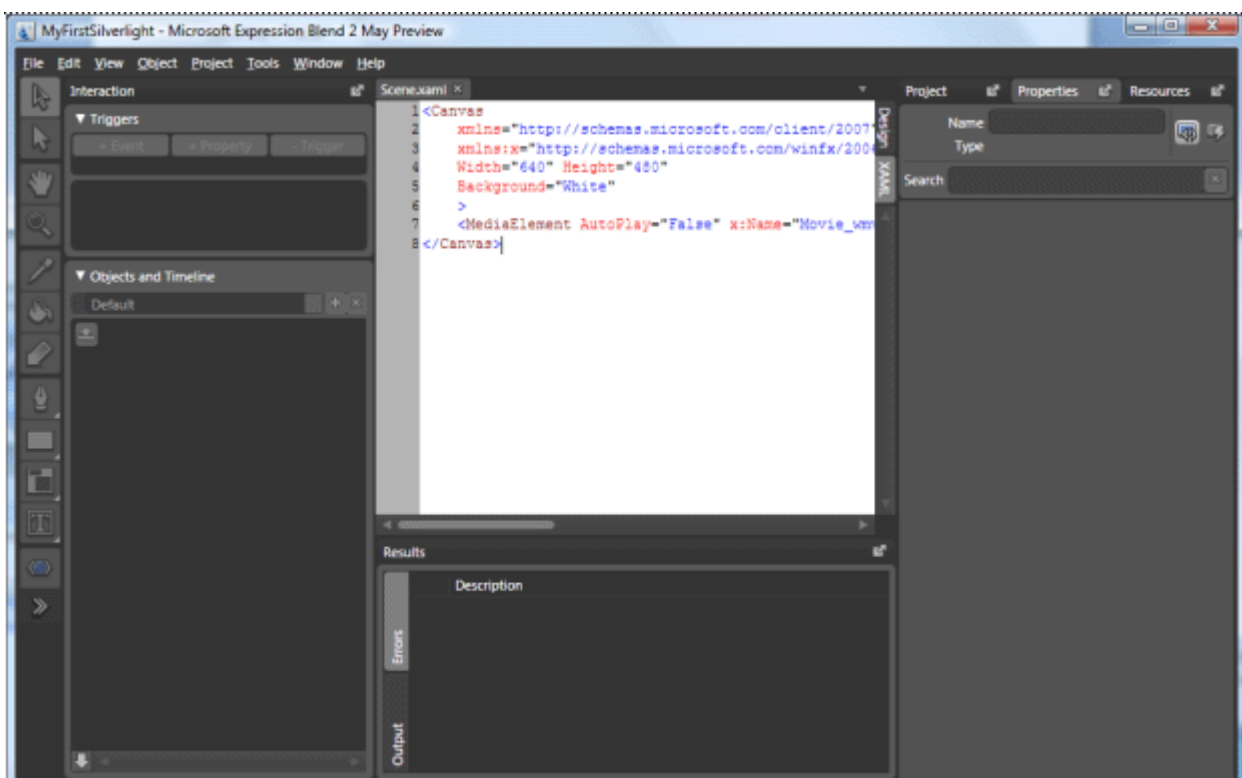 MyFirstSilverlight - Microsoft Expression Blend 2 May Preview
File Edit View Object Project Tools Window Help
Interaction
▼ Triggers
+ Event + Property - Trigger
▼ Objects and Timeline
Default
Scene.xaml ×
1 <Canvas
2 xmlns="http://schemas.microsoft.com/client/2007"
3 xmlns:x="http://schemas.microsoft.com/winfx/200
4 Width="640" Height="480"
5 Background="White"
6 >
7 <MediaElement AutoPlay="False" x:Name="Movie_wmv
8 </Canvas>
Design
XAML
Results
Description
Errors
Output
Project Properties Resources
Name
Type
Search